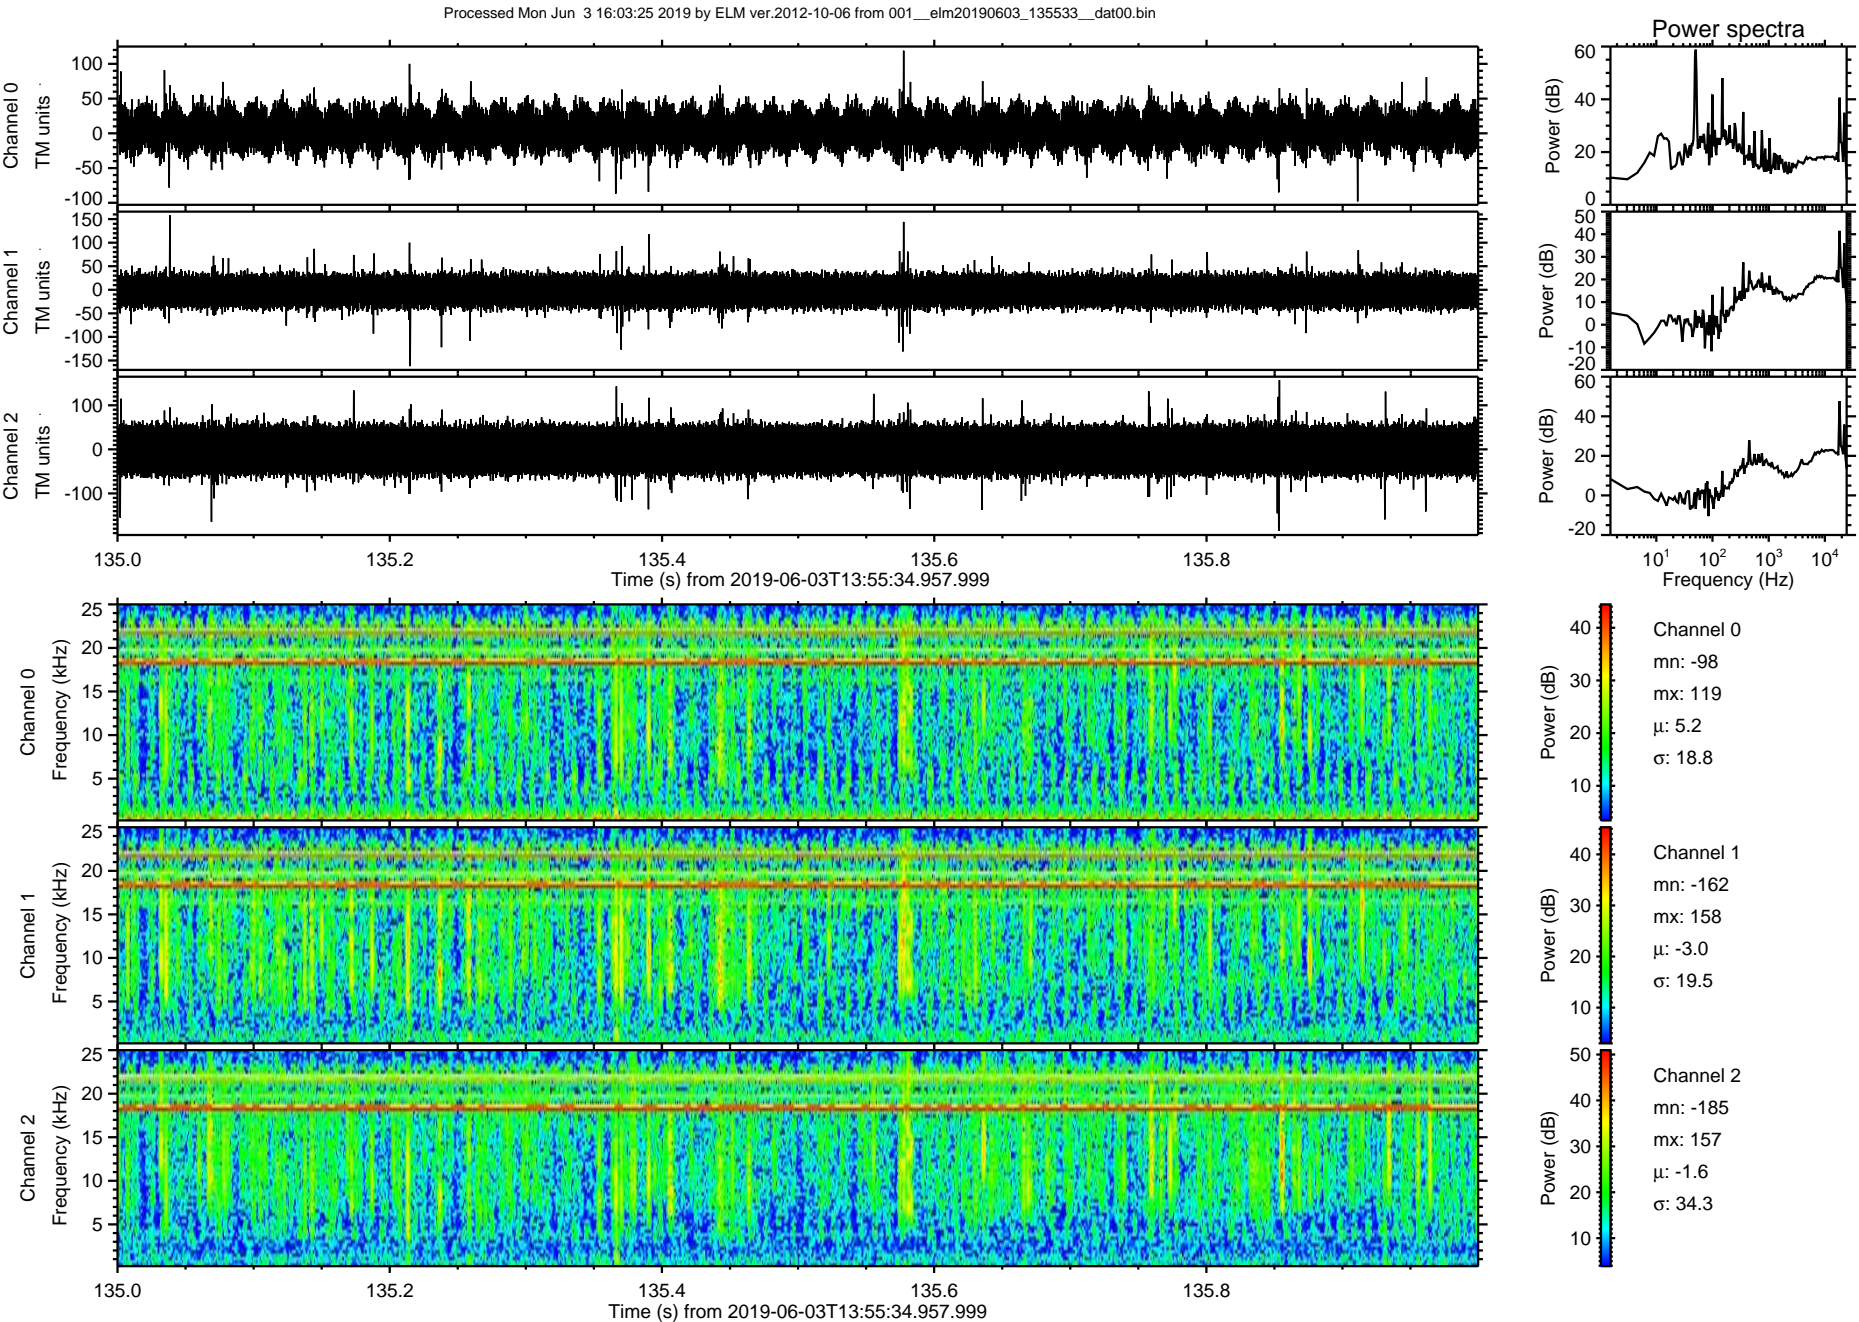 Processed Mon Jun  3 16:03:25 2019 by ELM ver.2012-10-06 from 001__elm20190603_135533__dat00.bin
Power spectra
Channel 0
TM units
100
50
0
-50
-100
Power (dB)
60
40
20
0
Channel 1
TM units
150
100
50
0
-50
-100
-150
Power (dB)
50
40
30
20
10
0
-10
-20
Channel 2
TM units
100
0
-100
Power (dB)
60
40
20
0
-20
135.0 135.2 135.4 135.6 135.8
Time (s) from 2019-06-03T13:55:34.957.999
10^1 10^2 10^3 10^4
Frequency (Hz)
Channel 0
Frequency (kHz)
25
20
15
10
5
Power (dB)
40
30
20
10
Channel 0
mn: -98
mx: 119
μ: 5.2
σ: 18.8
Channel 1
Frequency (kHz)
25
20
15
10
5
Power (dB)
40
30
20
10
Channel 1
mn: -162
mx: 158
μ: -3.0
σ: 19.5
Channel 2
Frequency (kHz)
25
20
15
10
5
Power (dB)
50
40
30
20
10
Channel 2
mn: -185
mx: 157
μ: -1.6
σ: 34.3
135.0 135.2 135.4 135.6 135.8
Time (s) from 2019-06-03T13:55:34.957.999